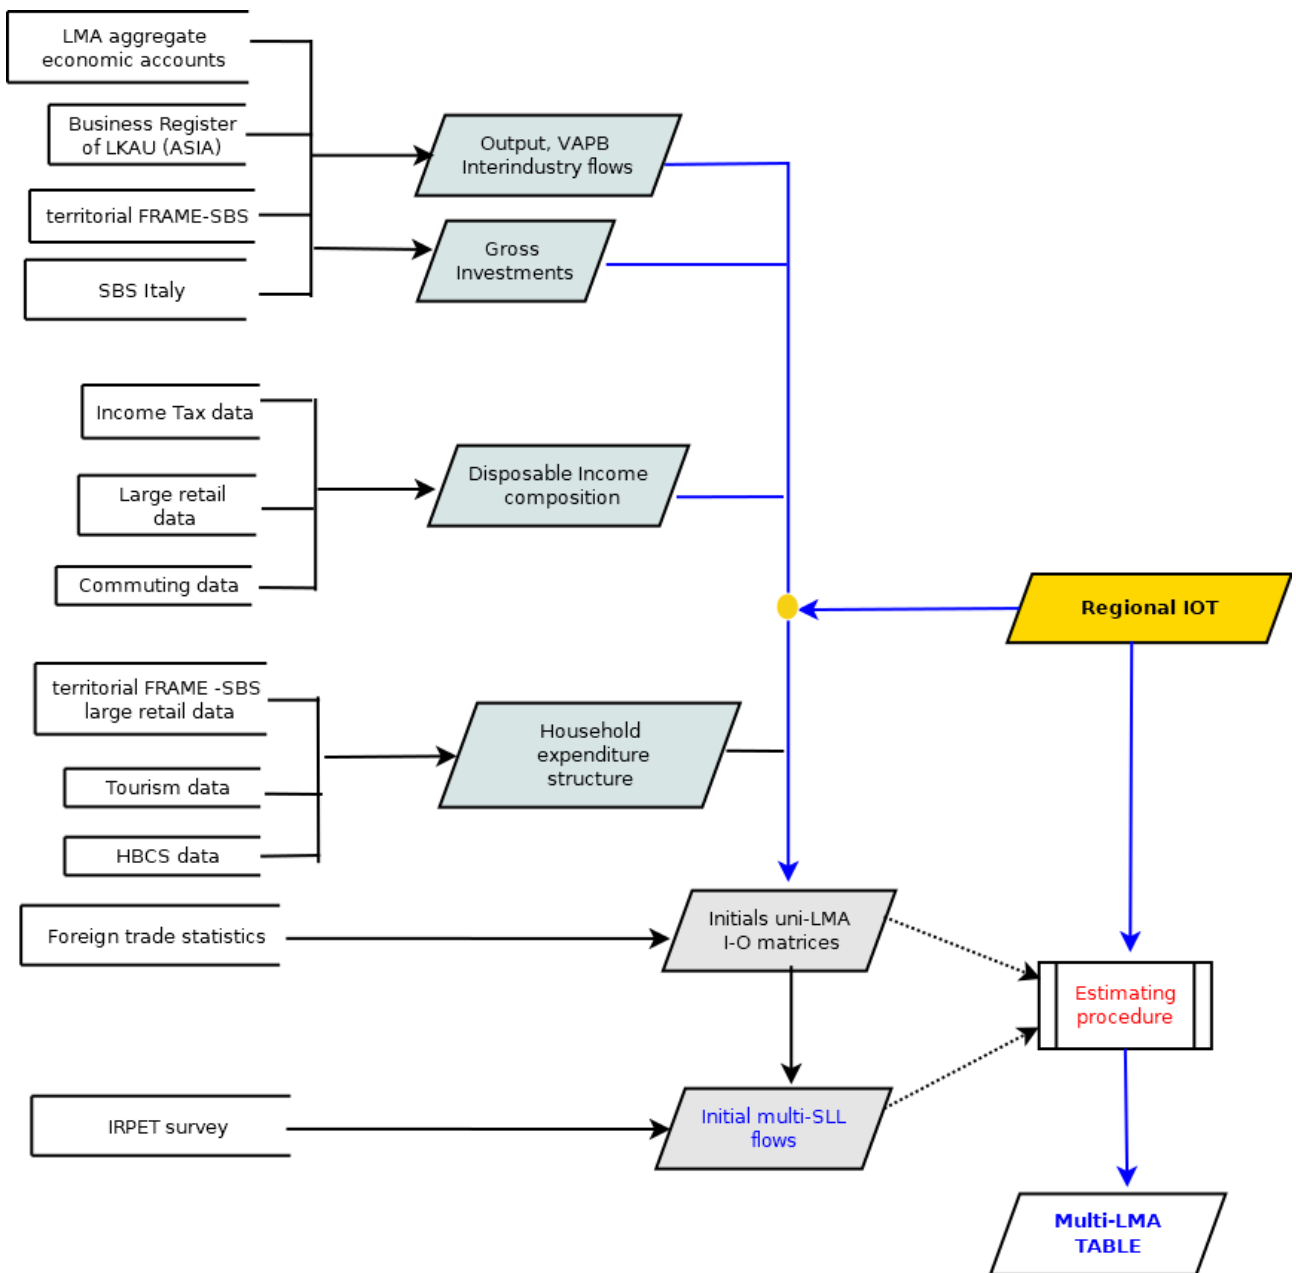 LMA aggregate
economic accounts
Business Register
of LKAU (ASIA)
territorial FRAME-SBS
SBS Italy
Output, VAPB
Interindustry flows
Gross
Investments
Income Tax data
Large retail
data
Commuting data
Disposable Income
composition
Regional IOT
territorial FRAME -SBS
large retail data
Tourism data
HBCS data
Household
expenditure
structure
Foreign trade statistics
Initials uni-LMA
I-O matrices
Estimating
procedure
IRPET survey
Initial multi-SLL
flows
Multi-LMA
TABLE